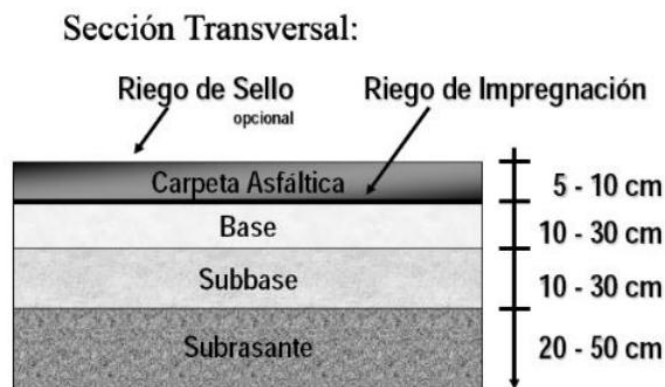 Sección Transversal:
Riego de Sello
opcional
Riego de Impregnación
Carpeta Asfáltica
5 - 10 cm
Base
10 - 30 cm
Subbase
10 - 30 cm
Subrasante
20 - 50 cm